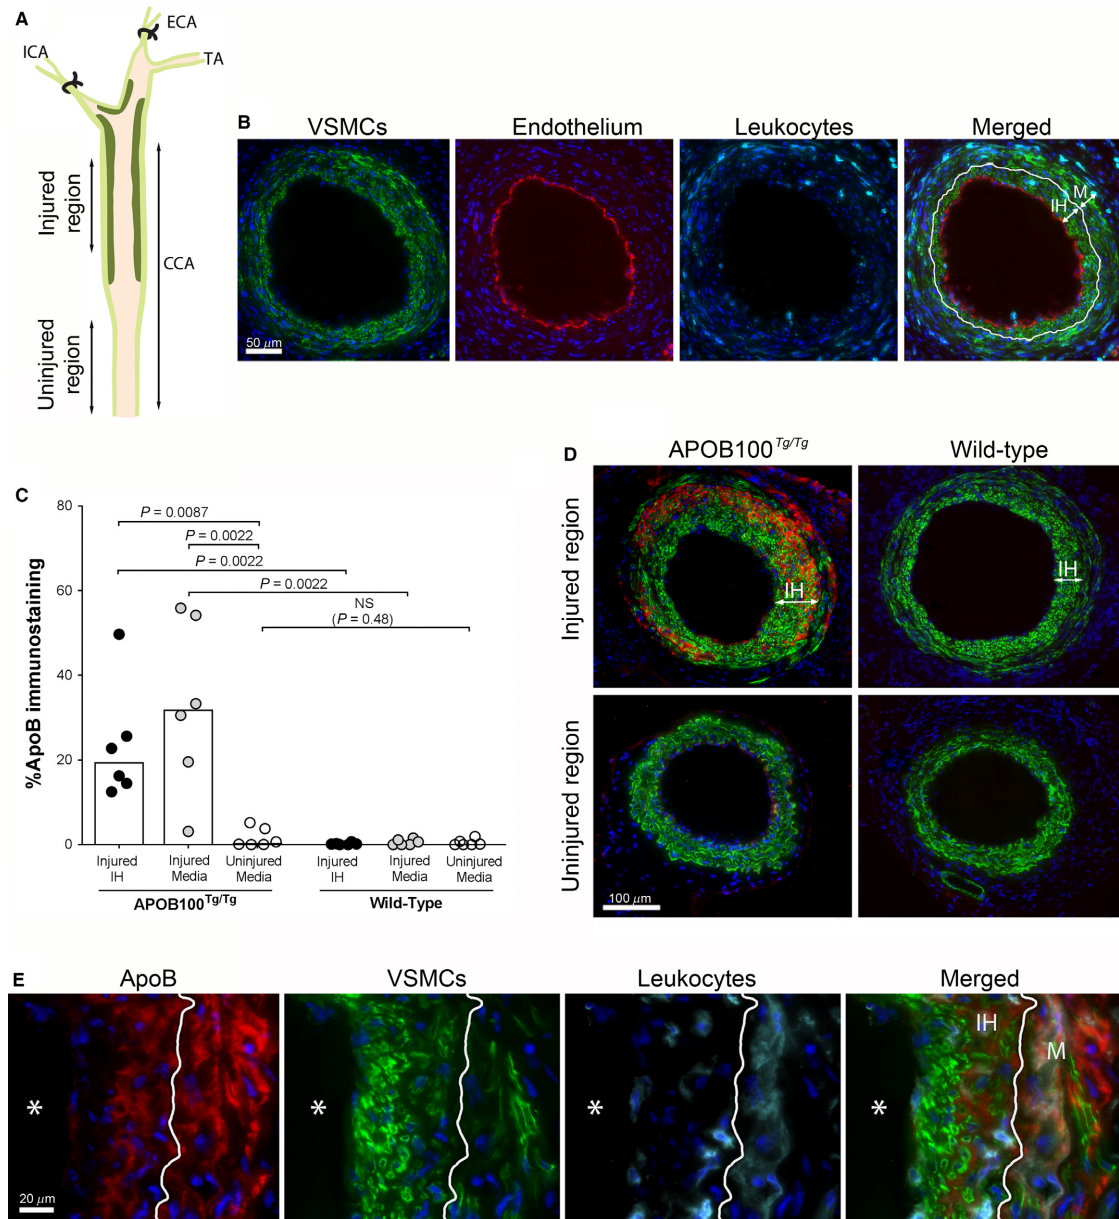 A
ECA
ICA
TA
Injured
region
CCA
Uninjured
region
B
VSMCs
Endothelium
Leukocytes
Merged
M
IH
50 µm
C
80
60
40
20
0
%ApoB immunostaining
P = 0.0087
P = 0.0022
P = 0.0022
P = 0.0022
NS
(P = 0.48)
Injured
IH
Injured
Media
Uninjured
Media
Injured
IH
Injured
Media
Uninjured
Media
APOB100Tg/Tg
Wild-Type
D
APOB100Tg/Tg
Wild-type
Injured region
IH
IH
Uninjured region
100 µm
E
ApoB
VSMCs
Leukocytes
Merged
IH
M
*
*
*
*
20 µm